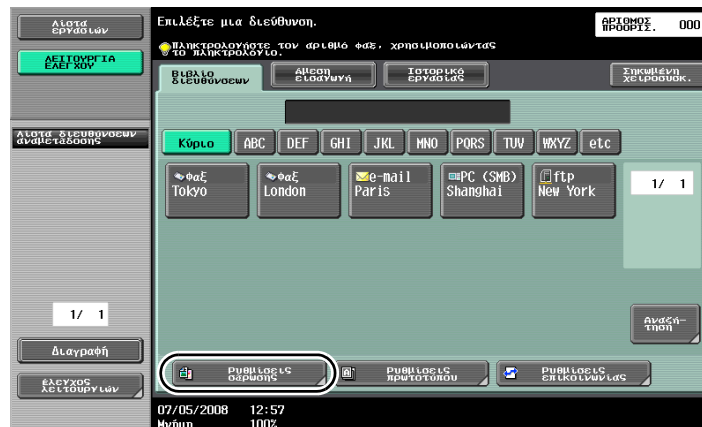 Λίστα
εργασιών
Επιλέξτε μια διεύθυνση.
ΑΡΙΘΜΟΣ
ΠΡΟΟΡΙΣ.
000
Πληκτρολογήστε τον αριθμό φαξ, χρησιμοποιώντας
το πληκτρολόγιο.
ΛΕΙΤΟΥΡΓΙΑ
ΕΛΕΓΧΟΥ
Βιβλίο
διευθύνσεων
Άμεση
εισαγωγή
Ιστορικό
εργασίας
Σηκωμένη
χειροσυσκ.
Λίστα διευθύνσεων
αναμετάδοσης
Κύριο
ABC
DEF
GHI
JKL
MNO
PQRS
TUV
WXYZ
etc
Φαξ
Tokyo
Φαξ
London
e-mail
Paris
PC (SMB)
Shanghai
ftp
New York
1/ 1
1/ 1
Αναζή-
τηση
Διαγραφή
Ρυθμίσεις
σάρωσης
Ρυθμίσεις
πρωτοτύπου
Ρυθμίσεις
επικοινωνίας
έλεγχος
λειτουργιών
07/05/2008 12:57
Μνήμη 100%